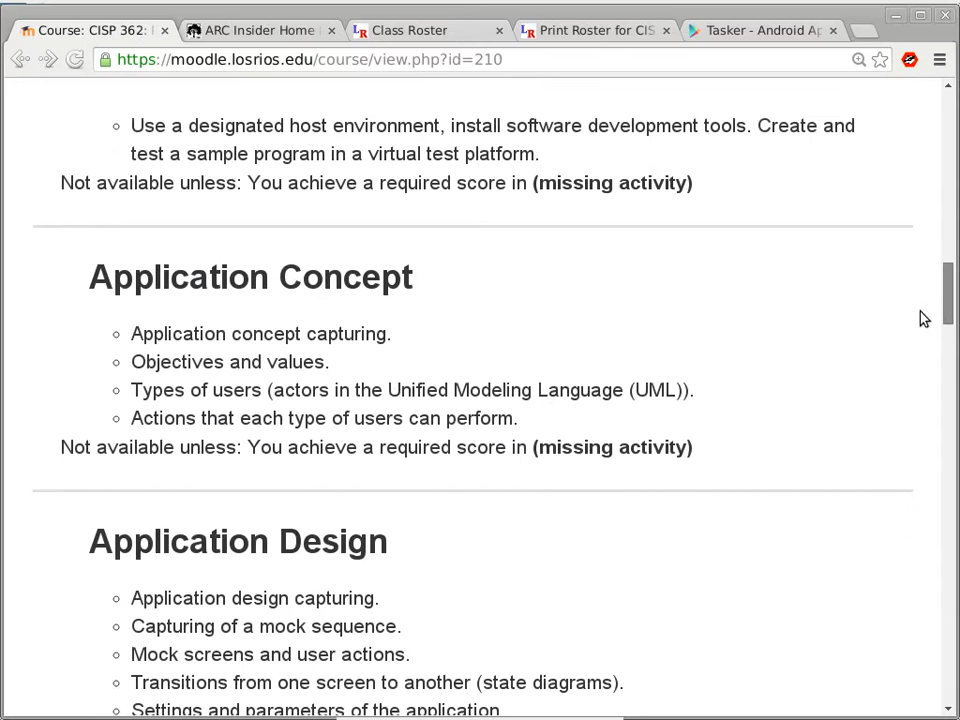 Course: CISP 362:
ARC Insider Home
LR Class Roster
LR Print Roster for CIS
Tasker - Android Ap
https://moodle.losrios.edu/course/view.php?id=210
Use a designated host environment, install software development tools. Create and
test a sample program in a virtual test platform.
Not available unless: You achieve a required score in (missing activity)
Application Concept
Application concept capturing.
Objectives and values.
Types of users (actors in the Unified Modeling Language (UML)).
Actions that each type of users can perform.
Not available unless: You achieve a required score in (missing activity)
Application Design
Application design capturing.
Capturing of a mock sequence.
Mock screens and user actions.
Transitions from one screen to another (state diagrams).
Settings and parameters of the application